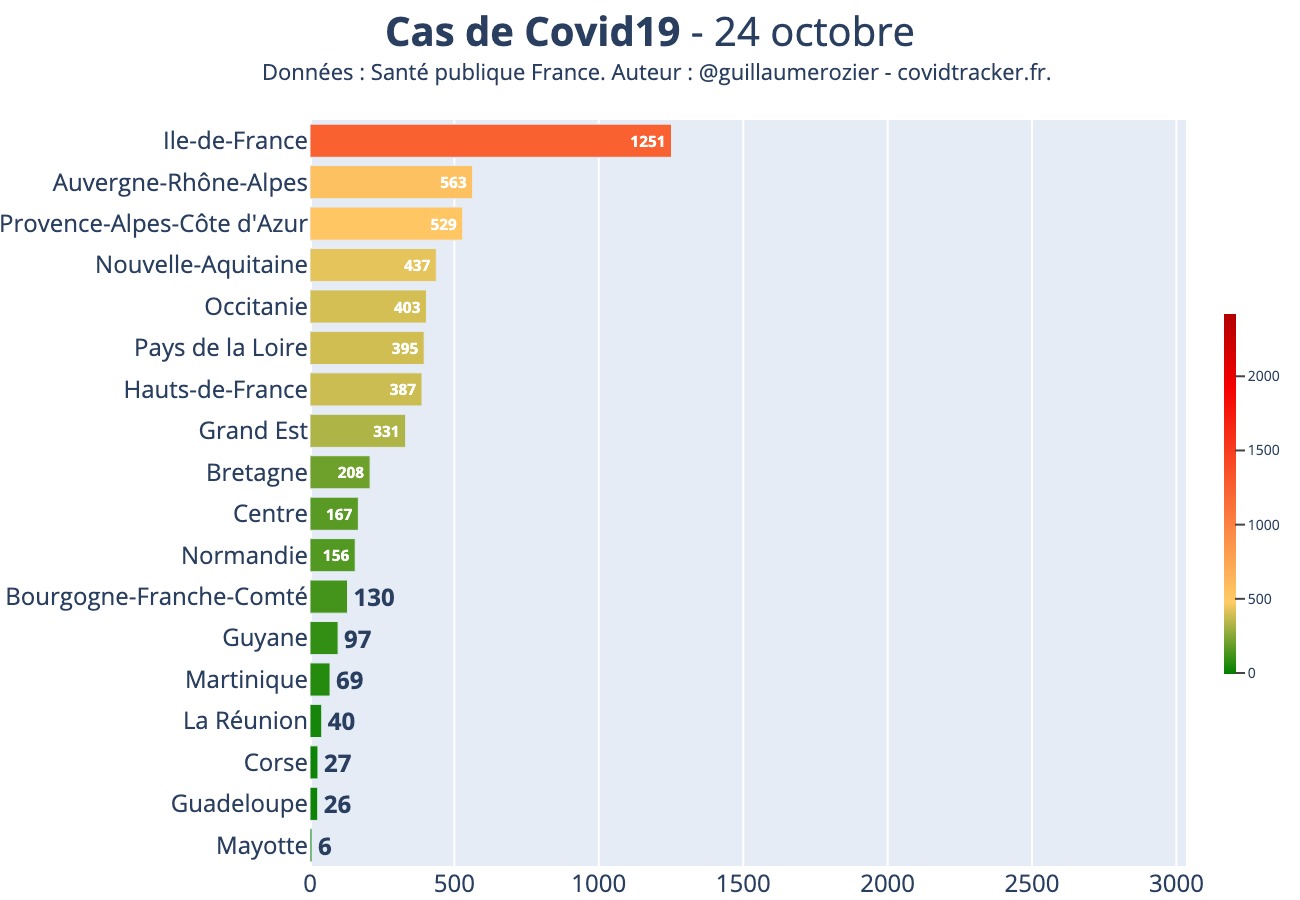 Cas de Covid19 - 24 octobre
Données : Santé publique France. Auteur : @guillaumerozier - covidtracker.fr.
Ile-de-France 1251
Auvergne-Rhône-Alpes 563
Provence-Alpes-Côte d'Azur 529
Nouvelle-Aquitaine 437
Occitanie 403
Pays de la Loire 395
Hauts-de-France 387
Grand Est 331
Bretagne 208
Centre 167
Normandie 156
Bourgogne-Franche-Comté 130
Guyane 97
Martinique 69
La Réunion 40
Corse 27
Guadeloupe 26
Mayotte 6
0 500 1000 1500 2000 2500 3000
2000
1500
1000
500
0